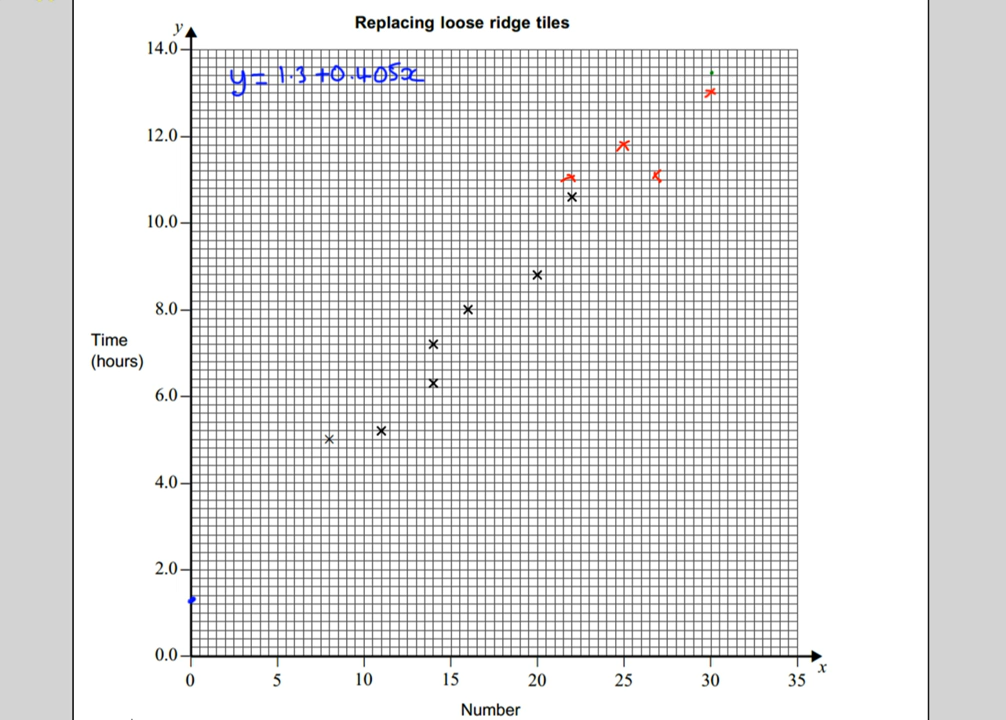 Replacing loose ridge tiles
y
14.0
y = 1.3 + 0.405x
12.0
10.0
8.0
Time
(hours)
6.0
4.0
2.0
0.0
x
0 5 10 15 20 25 30 35
Number